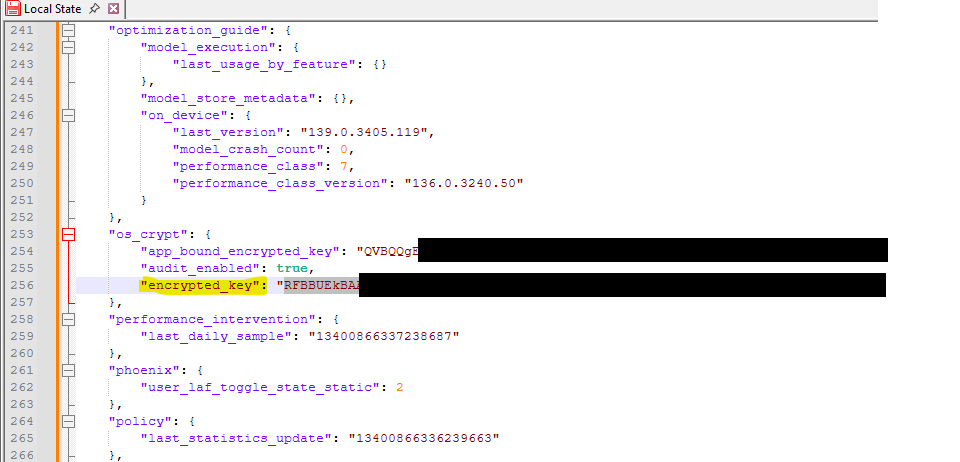 Local State
241 "optimization_guide": {
242 "model_execution": {
243 "last_usage_by_feature": {}
244 },
245 "model_store_metadata": {},
246 "on_device": {
247 "last_version": "139.0.3405.119",
248 "model_crash_count": 0,
249 "performance_class": 7,
250 "performance_class_version": "136.0.3240.50"
251 }
252 },
253 "os_crypt": {
254 "app_bound_encrypted_key": "QVBQQgE
255 "audit_enabled": true,
256 "encrypted_key": "RFBBUEkBAA
257 },
258 "performance_intervention": {
259 "last_daily_sample": "13400866337238687"
260 },
261 "phoenix": {
262 "user_laf_toggle_state_static": 2
263 },
264 "policy": {
265 "last_statistics_update": "13400866336239663"
266 },